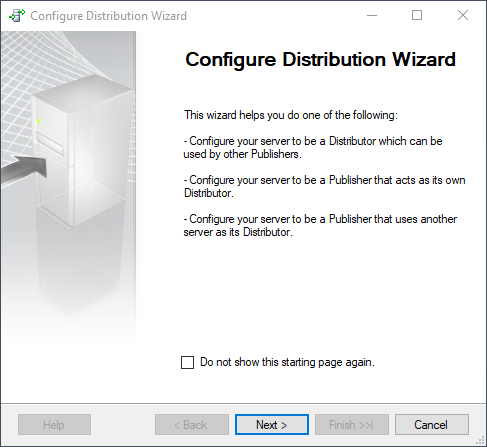 Configure Distribution Wizard
Configure Distribution Wizard
This wizard helps you do one of the following:
- Configure your server to be a Distributor which can be
used by other Publishers.
- Configure your server to be a Publisher that acts as its own
Distributor.
- Configure your server to be a Publisher that uses another
server as its Distributor.
Do not show this starting page again.
Help
< Back
Next >
Finish >>|
Cancel